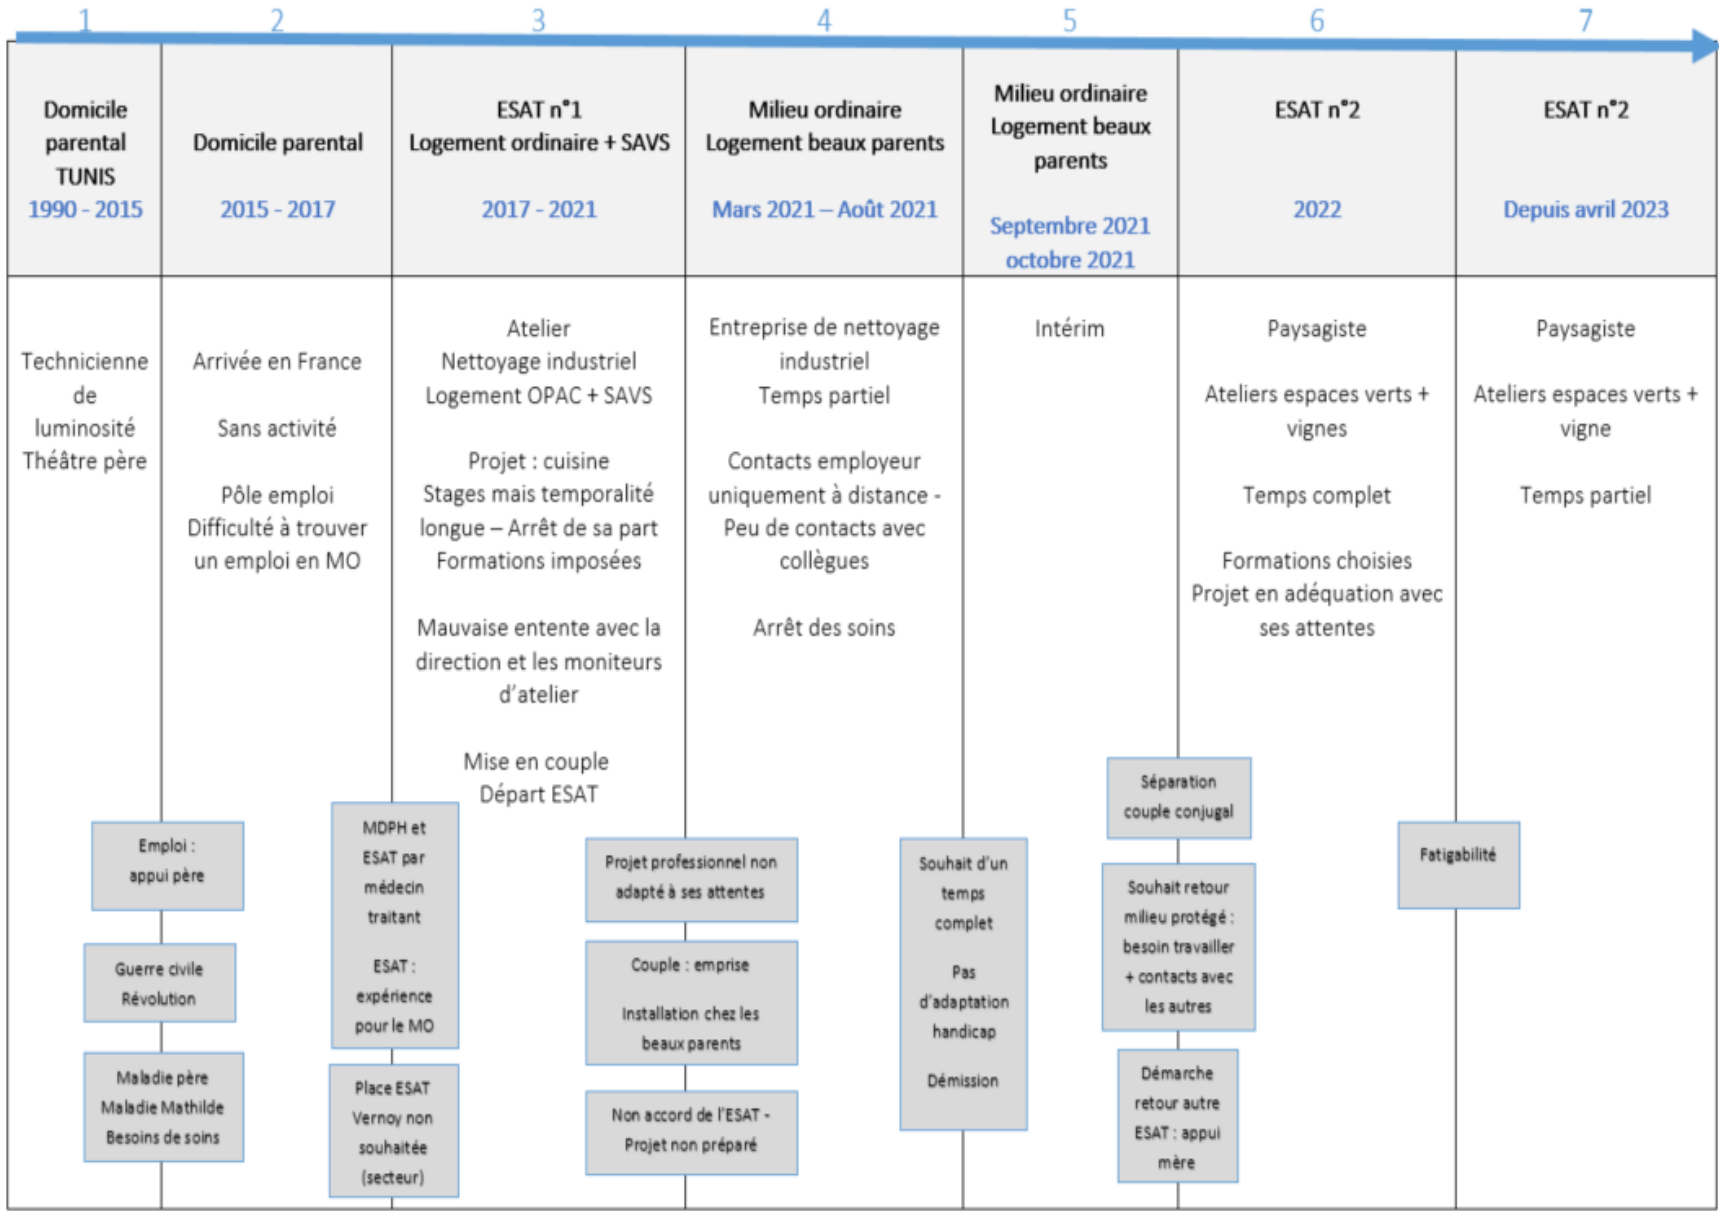 1
2
3
4
5
6
7
Domicile
parental
TUNIS
1990 - 2015
Domicile parental
2015 - 2017
ESAT n°1
Logement ordinaire + SAVS
2017 - 2021
Milieu ordinaire
Logement beaux parents
Mars 2021 – Août 2021
Milieu ordinaire
Logement beaux
parents
Septembre 2021
octobre 2021
ESAT n°2
2022
ESAT n°2
Depuis avril 2023
Technicienne
de
luminosité
Théâtre père
Arrivée en France
Sans activité
Pôle emploi
Difficulté à trouver
un emploi en MO
Atelier
Nettoyage industriel
Logement OPAC + SAVS
Projet : cuisine
Stages mais temporalité
longue – Arrêt de sa part
Formations imposées
Mauvaise entente avec la
direction et les moniteurs
d'atelier
Mise en couple
Départ ESAT
Entreprise de nettoyage
industriel
Temps partiel
Contacts employeur
uniquement à distance -
Peu de contacts avec
collègues
Arrêt des soins
Intérim
Paysagiste
Ateliers espaces verts +
vignes
Temps complet
Formations choisies
Projet en adéquation avec
ses attentes
Paysagiste
Ateliers espaces verts +
vigne
Temps partiel
Emploi :
appui père
Guerre civile
Révolution
Maladie père
Maladie Mathilde
Besoins de soins
MDPH et
ESAT par
médecin
traitant
ESAT :
expérience
pour le MO
Place ESAT
Vernoy non
souhaitée
(secteur)
Projet professionnel non
adapté à ses attentes
Couple : emprise
Installation chez les
beaux parents
Non accord de l'ESAT -
Projet non préparé
Souhait d'un
temps
complet
Pas
d'adaptation
handicap
Démission
Séparation
couple conjugal
Souhait retour
milieu protégé :
besoin travailler
+ contacts avec
les autres
Démarche
retour autre
ESAT : appui
mère
Fatigabilité